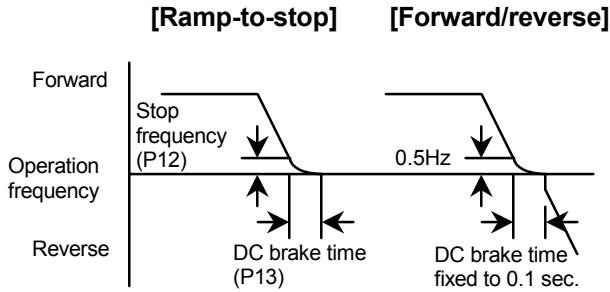 [Ramp-to-stop]
[Forward/reverse]
Forward
Stop
frequency
(P12)
0.5Hz
Operation
frequency
Reverse
DC brake time
(P13)
DC brake time
fixed to 0.1 sec.